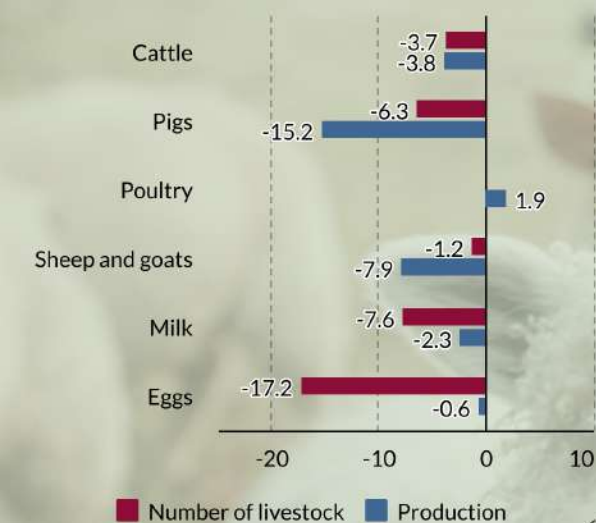 Cattle
-3.7
-3.8
Pigs
-6.3
-15.2
Poultry
1.9
Sheep and goats
-1.2
-7.9
Milk
-7.6
-2.3
Eggs
-17.2
-0.6
-20 -10 0 10
Number of livestock Production